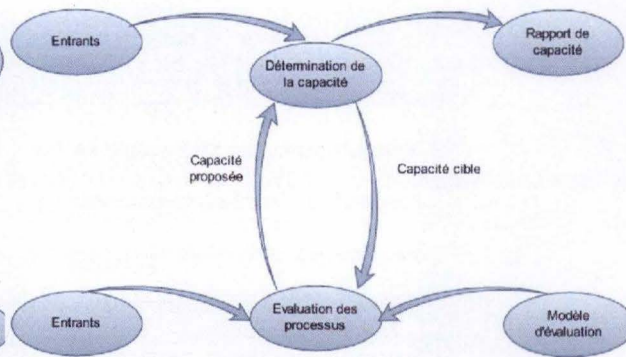 Entrants
Rapport de
capacité
Détermination de
la capacité
Capacité
proposée
Capacité cible
Entrants
Evaluation des
processus
Modèle
d'évaluation